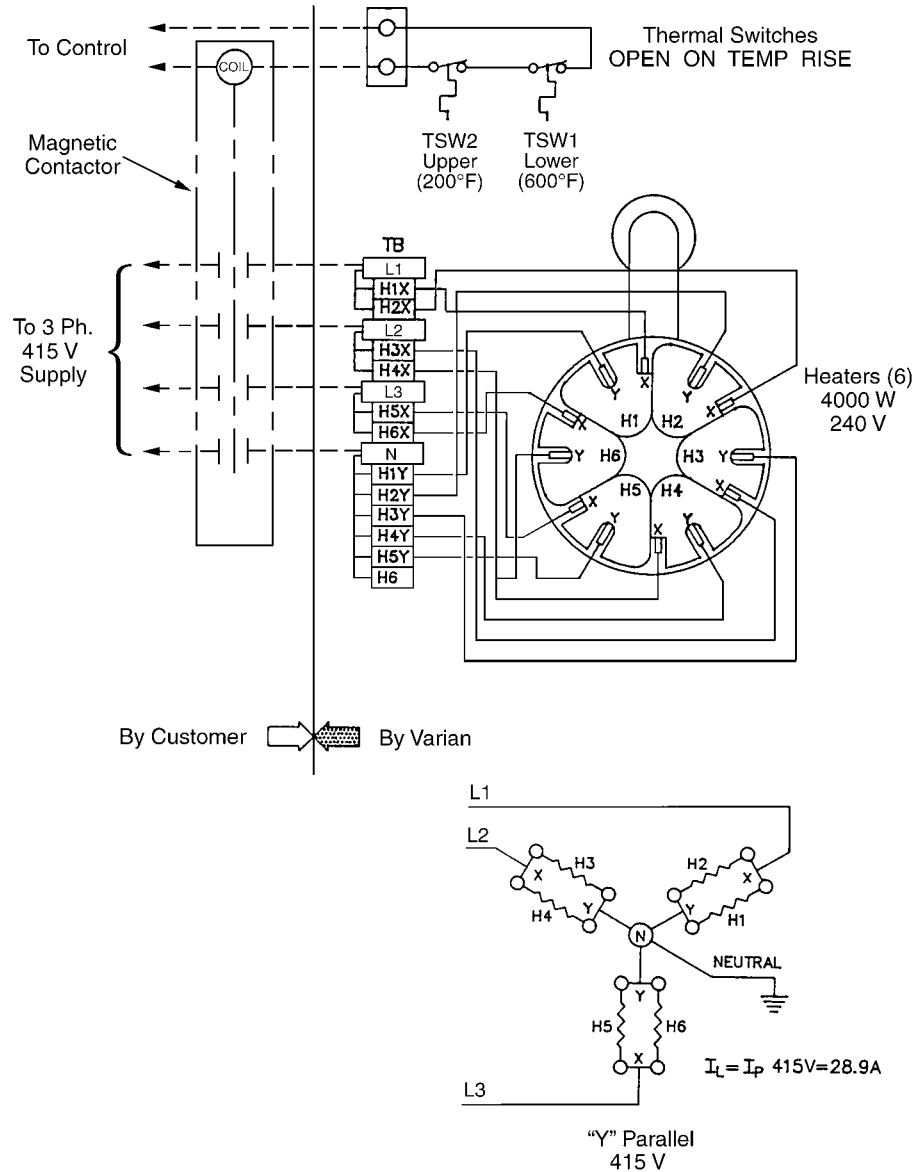 To Control
COIL
Thermal Switches
OPEN ON TEMP RISE
TSW2
Upper
(200°F)
TSW1
Lower
(600°F)
Magnetic
Contactor
To 3 Ph.
415 V
Supply
TB
L1
H1X
H2X
L2
H3X
H4X
L3
H5X
H6X
N
H1Y
H2Y
H3Y
H4Y
H5Y
H6
Y
X
Y
X
H1
H2
X
Y
H6
H3
Y
X
H5
H4
X
Y
X
Y
Heaters (6)
4000 W
240 V
By Customer
By Varian
L1
L2
H3
X
H4
Y
H2
X
Y
H1
N
NEUTRAL
Y
H5
H6
X
L3
IL=IP 415V=28.9A
“Y” Parallel
415 V